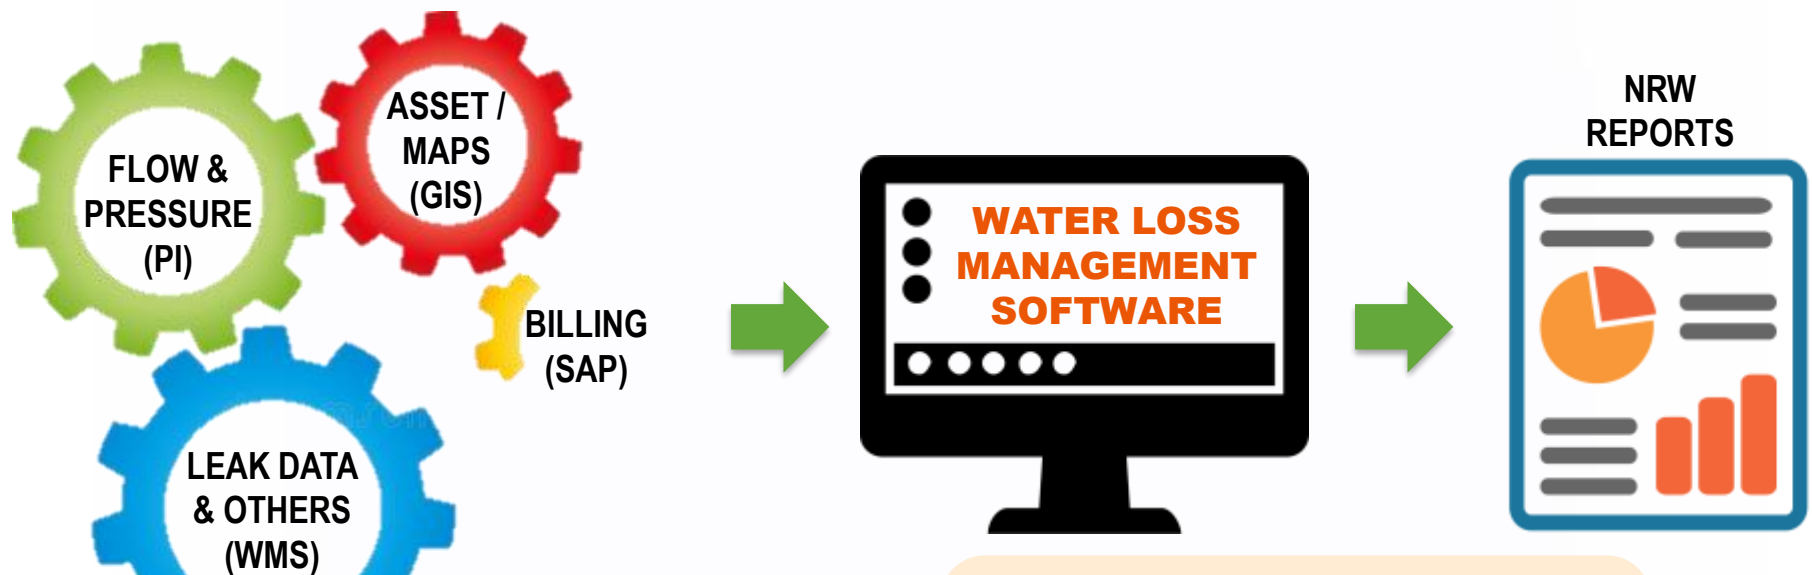 FLOW &
PRESSURE
(PI)
ASSET /
MAPS
(GIS)
BILLING
(SAP)
LEAK DATA
& OTHERS
(WMS)
WATER LOSS
MANAGEMENT
SOFTWARE
NRW
REPORTS